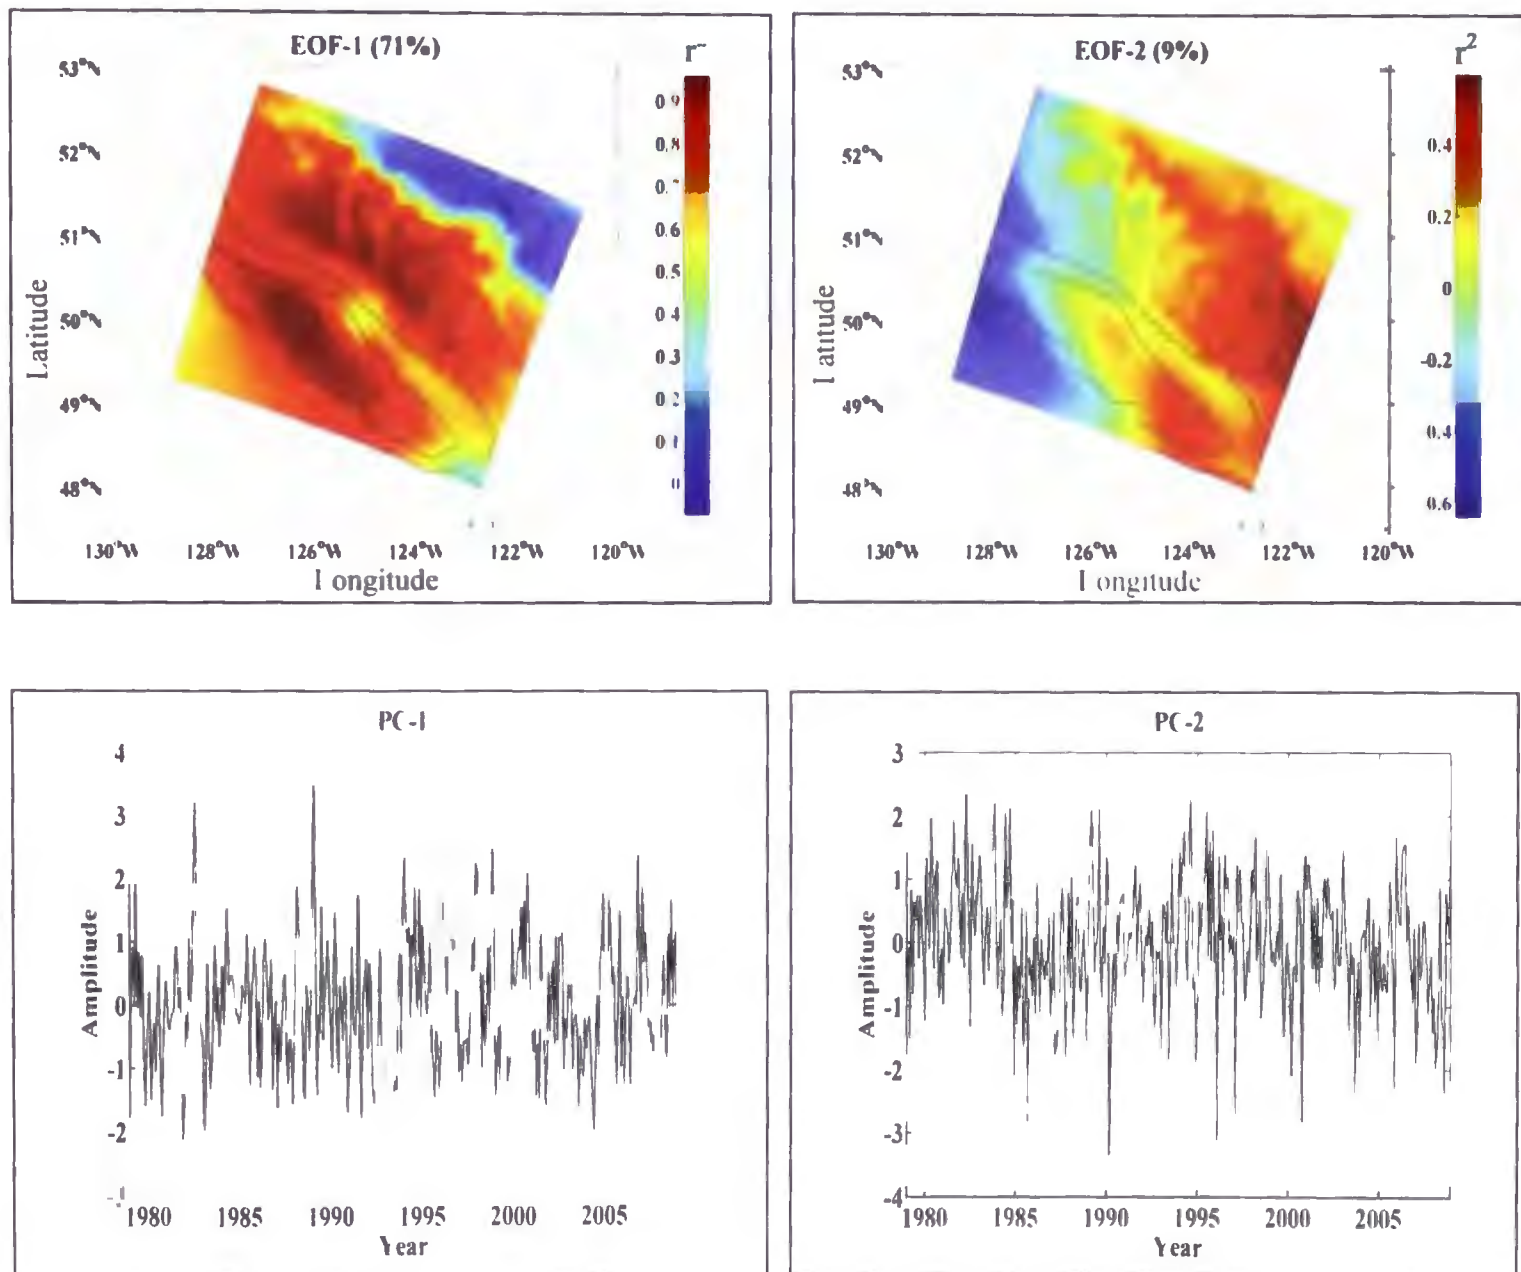 EOF-1 (71%)
53°N
52°N
51°N
50°N
49°N
48°N
Latitude
130°W 128°W 126°W 124°W 122°W 120°W
Longitude
0.9
0.8
0.7
0.6
0.5
0.4
0.3
0.2
0.1
0
EOF-2 (9%)
r²
53°N
52°N
51°N
50°N
49°N
48°N
Latitude
130°W 128°W 126°W 124°W 122°W 120°W
Longitude
0.4
0.2
0
-0.2
0.4
0.6
PC-1
4
3
2
1
0
-1
-2
Amplitude
1980 1985 1990 1995 2000 2005
Year
PC-2
3
2
1
0
-1
-2
-3
-4
Amplitude
1980 1985 1990 1995 2000 2005
Year